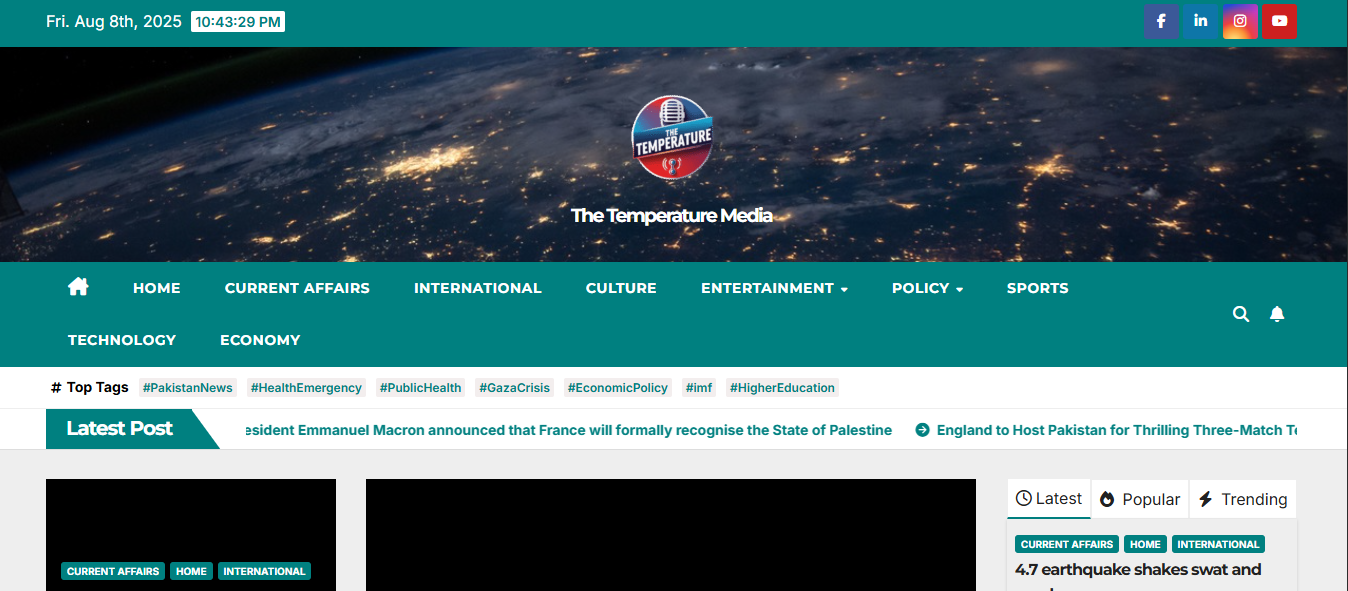 Fri. Aug 8th, 2025 10:43:29 PM
THE
TEMPERATURE
The Temperature Media
HOME CURRENT AFFAIRS INTERNATIONAL CULTURE ENTERTAINMENT POLICY SPORTS
TECHNOLOGY ECONOMY
# Top Tags #PakistanNews #HealthEmergency #PublicHealth #GazaCrisis #EconomicPolicy #imf #HigherEducation
Latest Post esident Emmanuel Macron announced that France will formally recognise the State of Palestine England to Host Pakistan for Thrilling Three-Match
Latest Popular Trending
CURRENT AFFAIRS HOME INTERNATIONAL
4.7 earthquake shakes swat and
CURRENT AFFAIRS HOME INTERNATIONAL